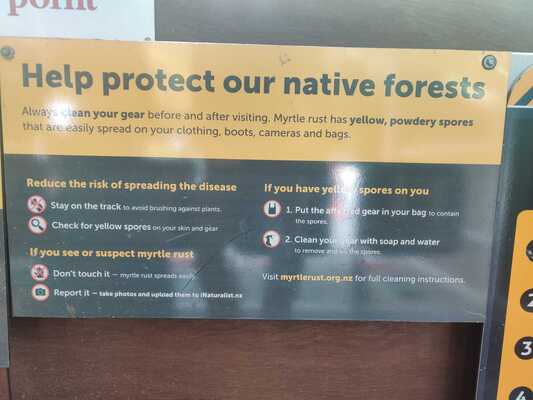 point
Help protect our native forests
Always clean your gear before and after visiting. Myrtle rust has yellow, powdery spores
that are easily spread on your clothing, boots, cameras and bags.
Reduce the risk of spreading the disease
Stay on the track to avoid brushing against plants.
Check for yellow spores on your skin and gear
If you see or suspect myrtle rust
Don't touch it — myrtle rust spreads easily
Report it — take photos and upload them to iNaturalist.nz
If you have yellow spores on you
1. Put the affected gear in your bag to contain
the spores.
2. Clean your gear with soap and water
to remove and kill the spores.
Visit myrtlerust.org.nz for full cleaning instructions.
2
3
4